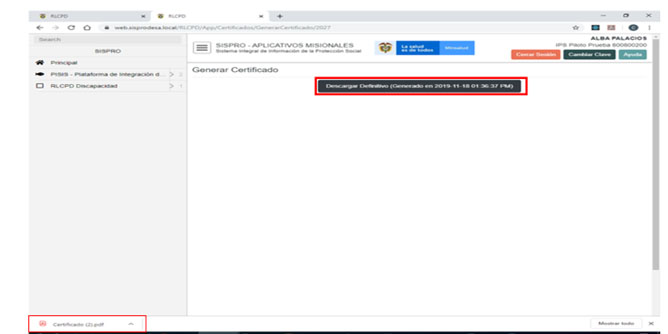 RLCPD
RLCPD
web.sisprodesa.local/RLCPD/App/Certificados/GenerarCertificado/2027
Search
SISPRO
Principal
PISIS - Plataforma de Integración d...
RLCPD Discapacidad
SISPRO - APLICATIVOS MISIONALES
Sistema Integral de Información de la Protección Social
La salud
es de todos
Minsalud
ALBA PALACIOS
IPS Piloto Prueba 800800200
Cerrar Sesión
Cambiar Clave
Ayuda
Generar Certificado
Descargar Definitivo (Generado en 2019-11-18 01:36:37 PM)
Certificado (2).pdf
Mostrar todo